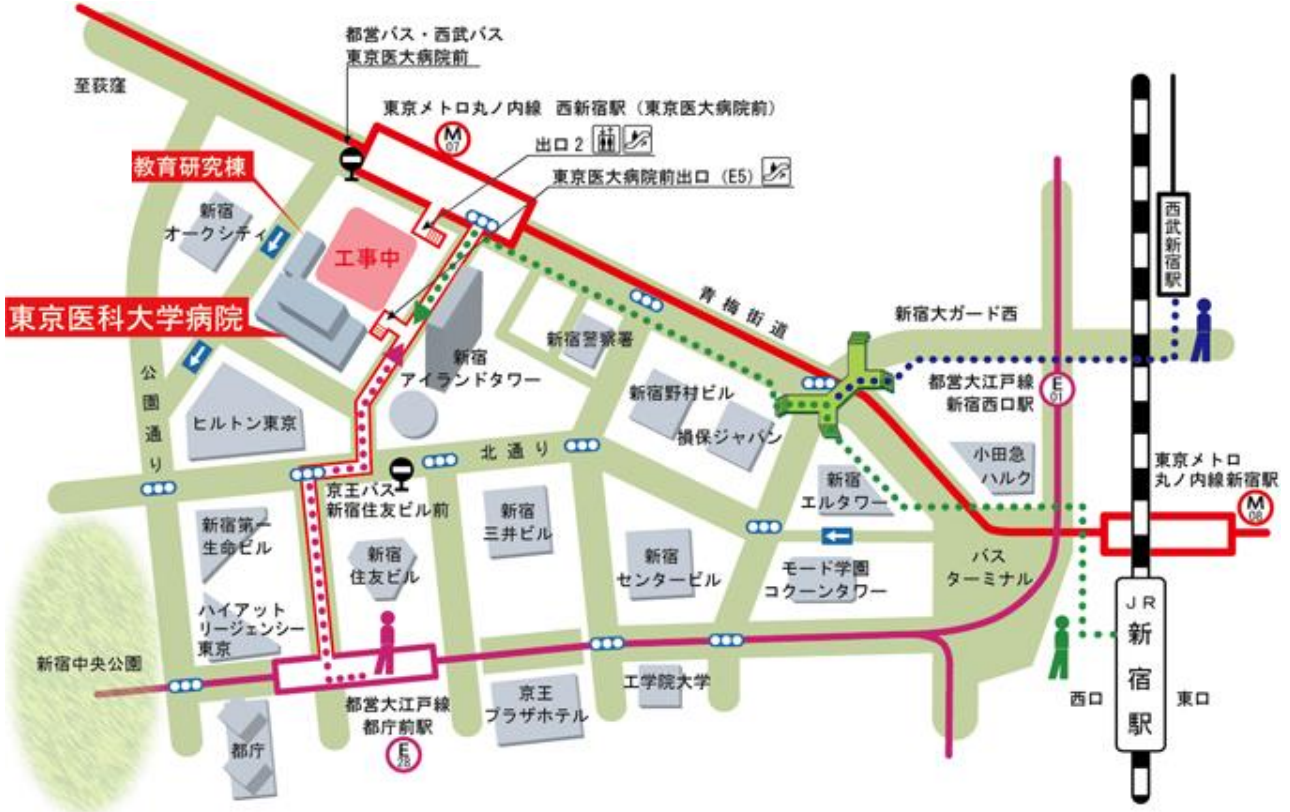 都営バス・西武バス
東京医大病院前
至荻窪
東京メトロ丸ノ内線 西新宿駅（東京医大病院前）
M
07
出口2
東京医大病院前出口（E5）
教育研究棟
新宿
オークシティ
工事中
東京医科大学病院
新宿
アイランドタワー
新宿警察署
青梅街道
新宿大ガード西
西武新宿駅
都営大江戸線
新宿西口駅
E
01
公園通り
ヒルトン東京
新宿野村ビル
損保ジャパン
北通り
小田急
ハルク
東京メトロ
丸ノ内線新宿駅
M
08
京王バス
新宿住友ビル前
新宿
エルタワー
新宿第一
生命ビル
新宿
住友ビル
新宿
三井ビル
新宿
センタービル
モード学園
コクーンタワー
バス
ターミナル
ハイアット
リージェンシー
東京
JR
新宿駅
新宿中央公園
都営大江戸線
都庁前駅
E
28
京王
プラザホテル
工学院大学
西口
東口
都庁